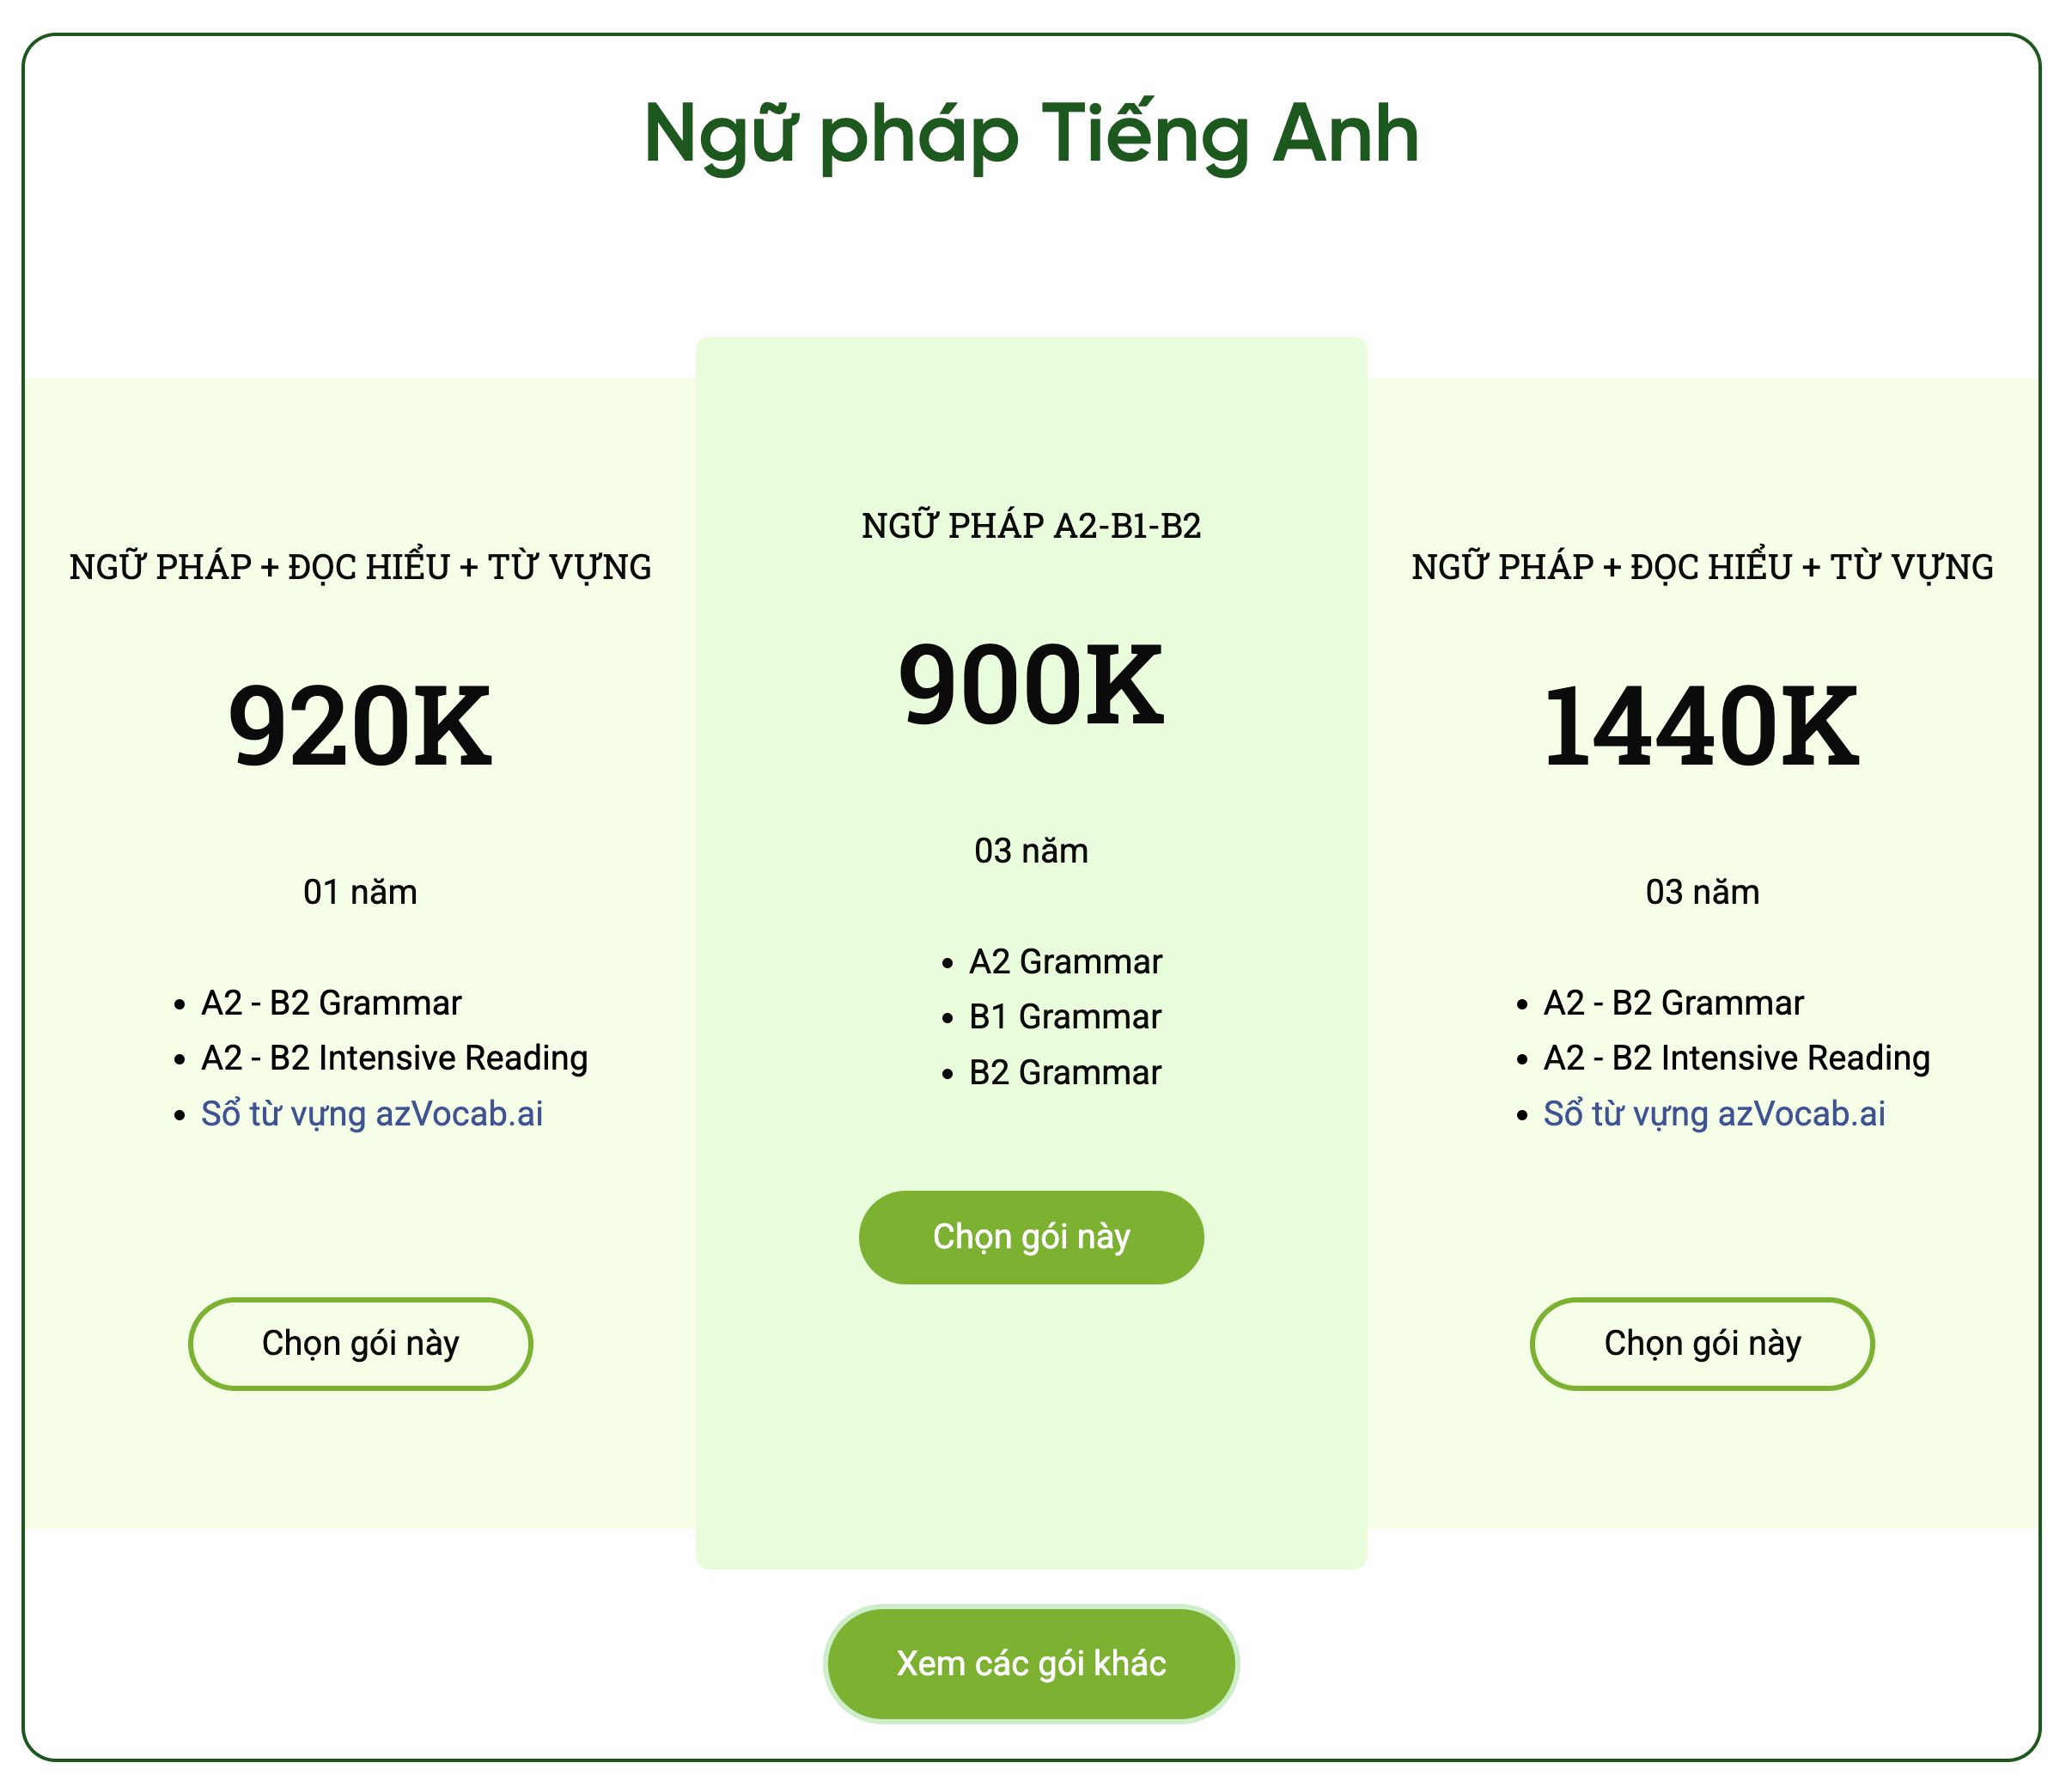 Ngữ pháp Tiếng Anh
NGỮ PHÁP + ĐỌC HIỂU + TỪ VỰNG
920K
01 năm
A2 - B2 Grammar
A2 - B2 Intensive Reading
Sổ từ vựng azVocab.ai
Chọn gói này
NGỮ PHÁP A2-B1-B2
900K
03 năm
A2 Grammar
B1 Grammar
B2 Grammar
Chọn gói này
NGỮ PHÁP + ĐỌC HIỂU + TỪ VỰNG
1440K
03 năm
A2 - B2 Grammar
A2 - B2 Intensive Reading
Sổ từ vựng azVocab.ai
Chọn gói này
Xem các gói khác